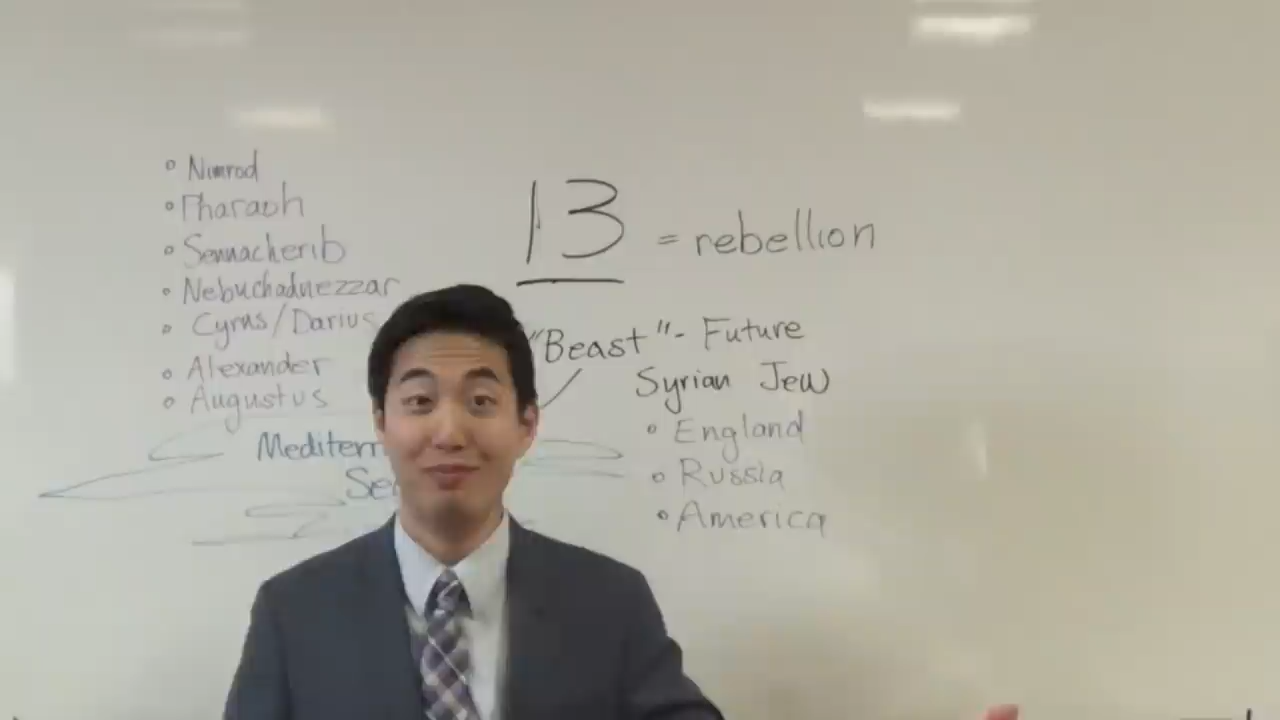 • Nimrod
• Pharaoh
• Sennacherib
• Nebuchadnezzar
• Cyrus/Darius
• Alexander
• Augustus
13 = rebellion
"Beast" - Future
Syrian Jew
• England
• Russia
• America